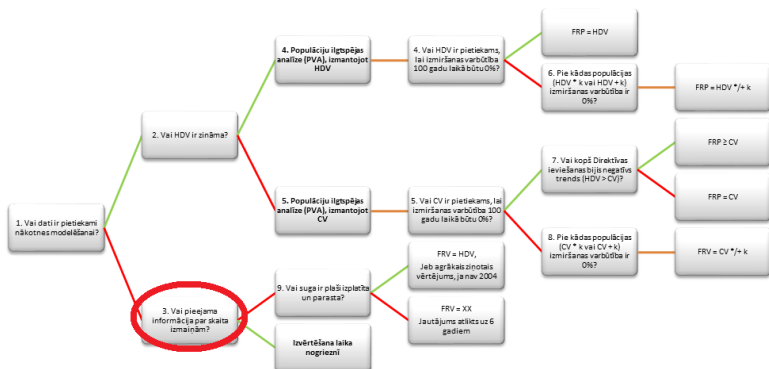 4. Populāciju ilgtspējas
analīze (PVA), izmantojot
HDV
4. Vai HDV ir pietiekams,
lai izmiršanas varbūtība
100 gadu laikā būtu 0%?
FRP = HDV
6. Pie kādas populācijas
(HDV * k vai HDV + k)
izmiršanas varbūtība ir
0%?
FRP = HDV */+ k
2. Vai HDV ir zināma?
7. Vai kopš Direktīvas
ieviešanas bijis negatīvs
trends (HDV > CV)?
FRP ≥ CV
FRP = CV
5. Populāciju ilgtspējas
analīze (PVA), izmantojot
CV
5. Vai CV ir pietiekams, lai
izmiršanas varbūtība 100
gadu laikā būtu 0%?
8. Pie kādas populācijas
(CV * k vai CV + k)
izmiršanas varbūtība ir
0%?
FRV = CV */+ k
1. Vai dati ir pietiekami
nākotnes modelēšanai?
3. Vai pieejama
informācija par skaita
izmaiņām?
9. Vai suga ir plaši izplatīta
un parasta?
FRV = HDV,
Jeb agrākais ziņotais
vērtējums, ja nav 2004
FRV = XX
Jautājums atlikts uz 6
gadiem
Izvērtēšana laika
nogrieznī